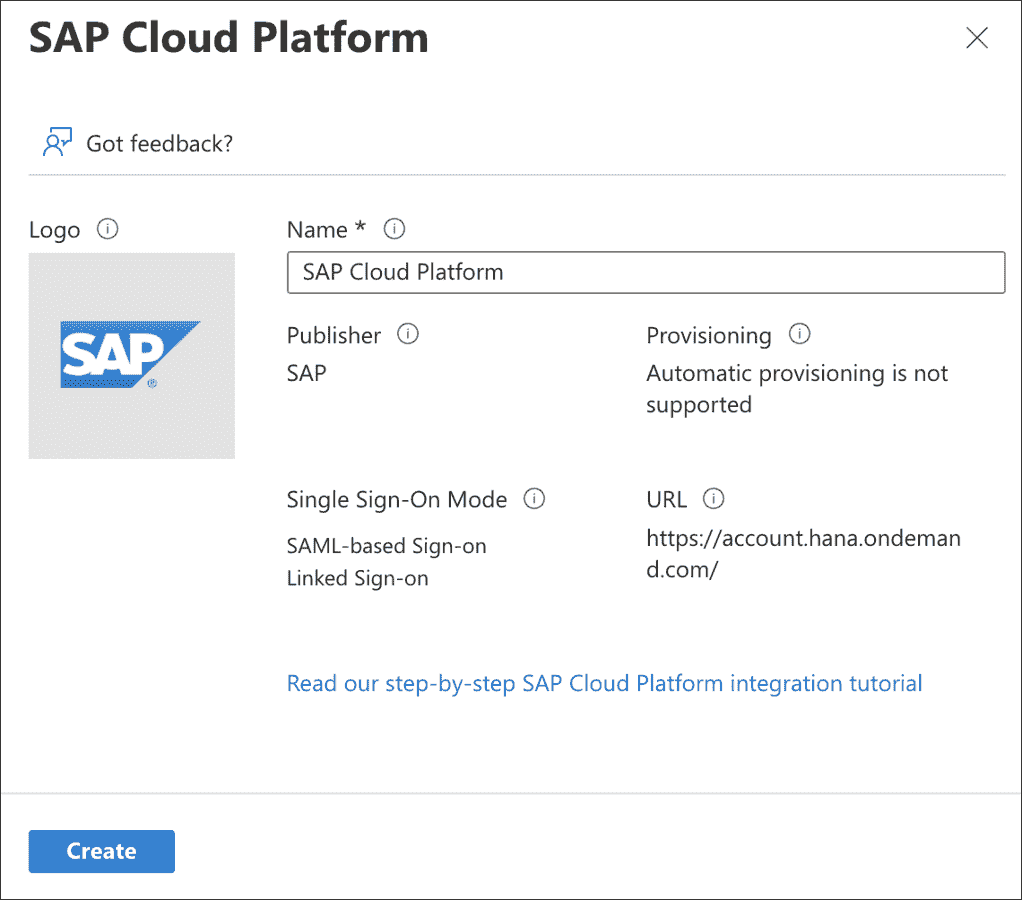 SAP Cloud Platform
Got feedback?
Logo
Name *
SAP Cloud Platform
SAP®
Publisher
Provisioning
SAP
Automatic provisioning is not
supported
Single Sign-On Mode
URL
SAML-based Sign-on
Linked Sign-on
https://account.hana.ondeman
d.com/
Read our step-by-step SAP Cloud Platform integration tutorial
Create